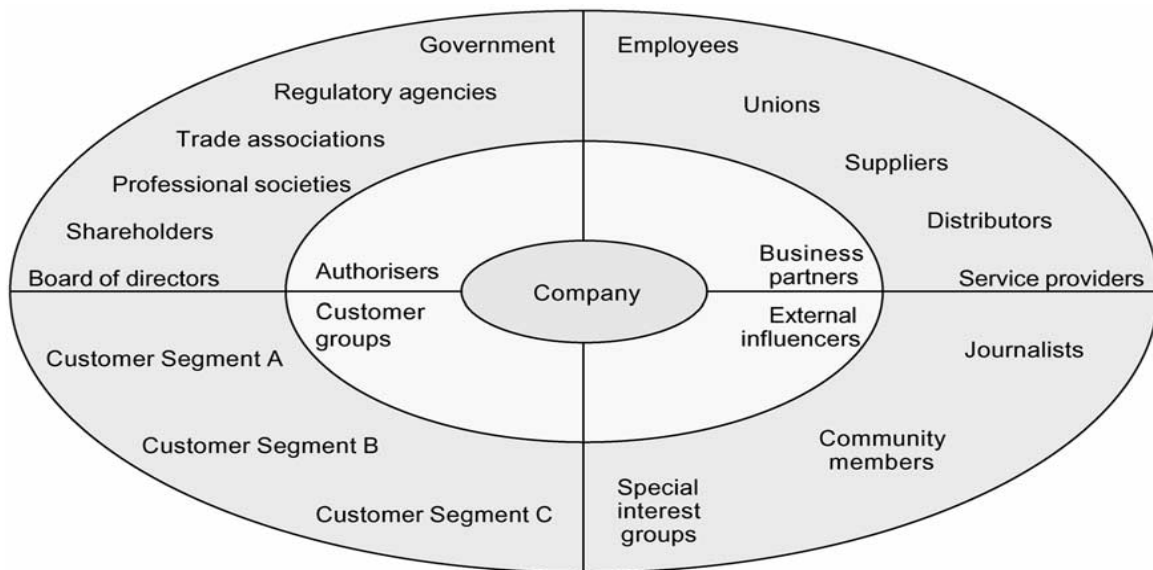 Government
Employees
Regulatory agencies
Unions
Trade associations
Suppliers
Professional societies
Distributors
Shareholders
Board of directors
Authorisers
Business
partners
Service providers
Company
Customer
groups
External
influencers
Journalists
Customer Segment A
Community
members
Customer Segment B
Special
interest
groups
Customer Segment C